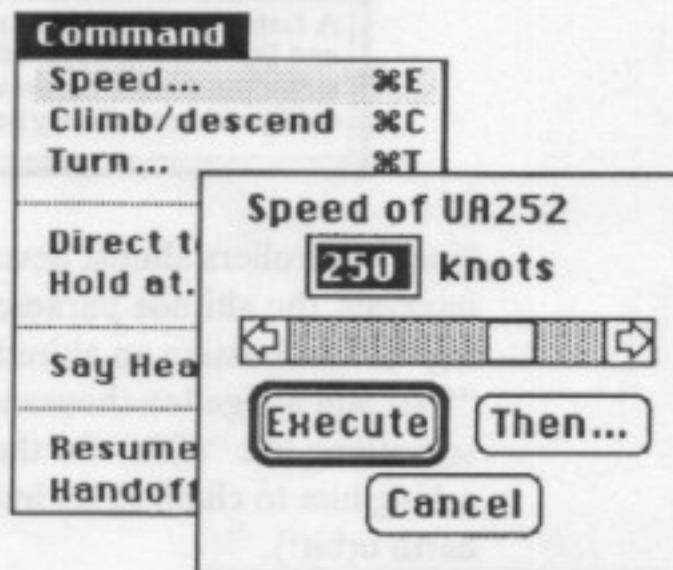 Command
Speed... ⌘E
Climb/descend ⌘C
Turn... ⌘T
Direct t
Hold at.
Say Hea
Resume
Handoff
Speed of UA252
250 knots
Execute
Then...
Cancel